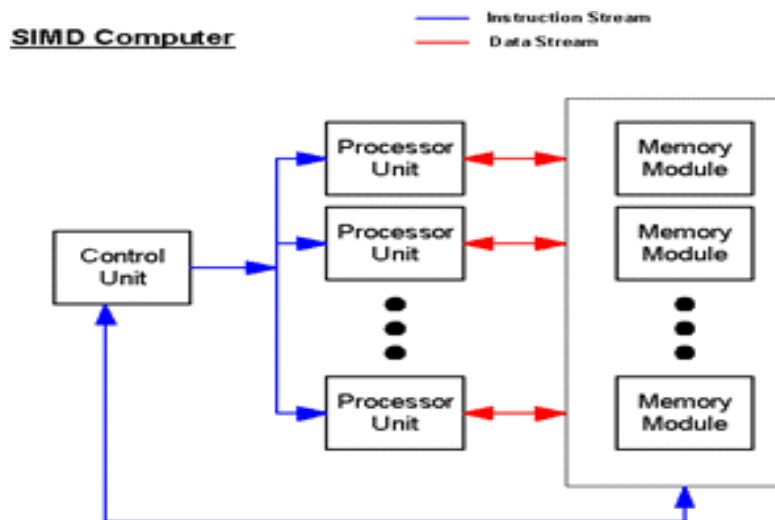 SIMD Computer
Instruction Stream
Data Stream
Processor
Unit
Memory
Module
Processor
Unit
Memory
Module
Control
Unit
Processor
Unit
Memory
Module